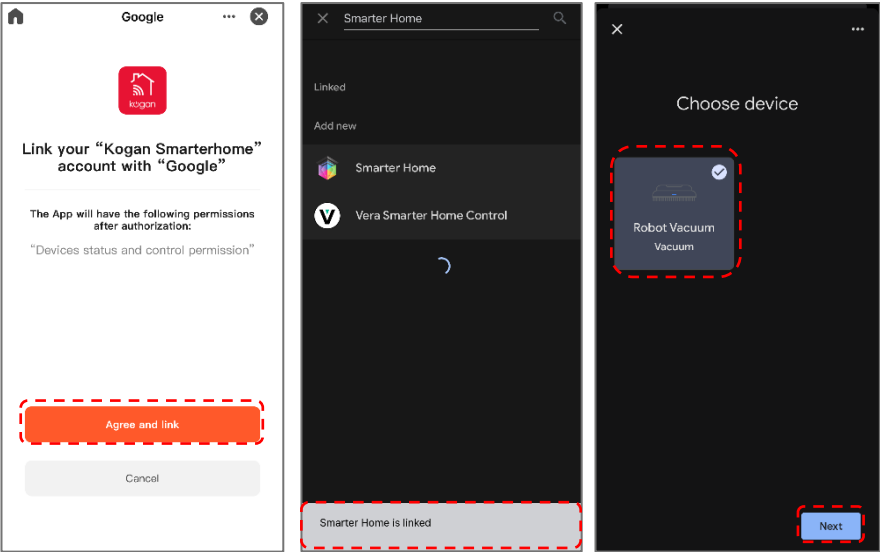 Google
kogan
Link your “Kogan Smarterhome”
account with “Google”
The App will have the following permissions
after authorization:
“Devices status and control permission”
Agree and link
Cancel
Smarter Home
Linked
Add new
Smarter Home
Vera Smarter Home Control
Smarter Home is linked
Choose device
Robot Vacuum
Vacuum
Next